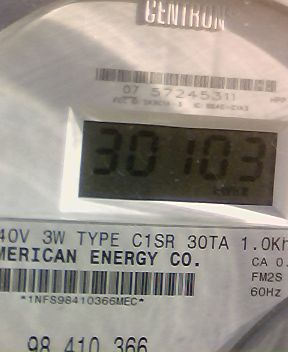 CENTRON
07 57245311
30103
40V 3W TYPE C1SR 30TA 1.0Kh
MERICAN ENERGY CO.
CA 0.
FM2S
60Hz
*1NFS98410366MEC*
98 410 366